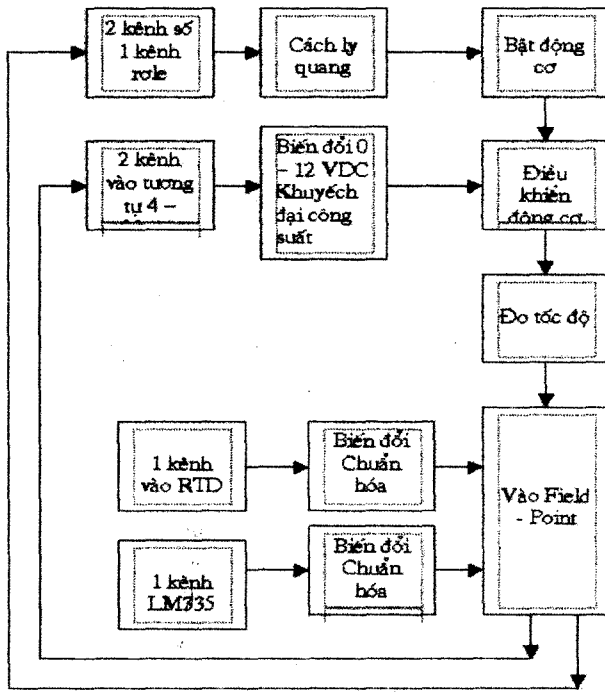 2 kênh số
1 kênh
rơle
Cách ly
quang
Bật động
cơ
2 kênh
vào tương
tự 4 –
Biến đổi 0
– 12 VDC
Khuyếch
đại công
suất
Điều
khiển
động cơ
Đo tốc độ
1 kênh
vào RTD
Biến đổi
Chuẩn
hóa
Vào Field
- Point
1 kênh
LM335
Biến đổi
Chuẩn
hóa